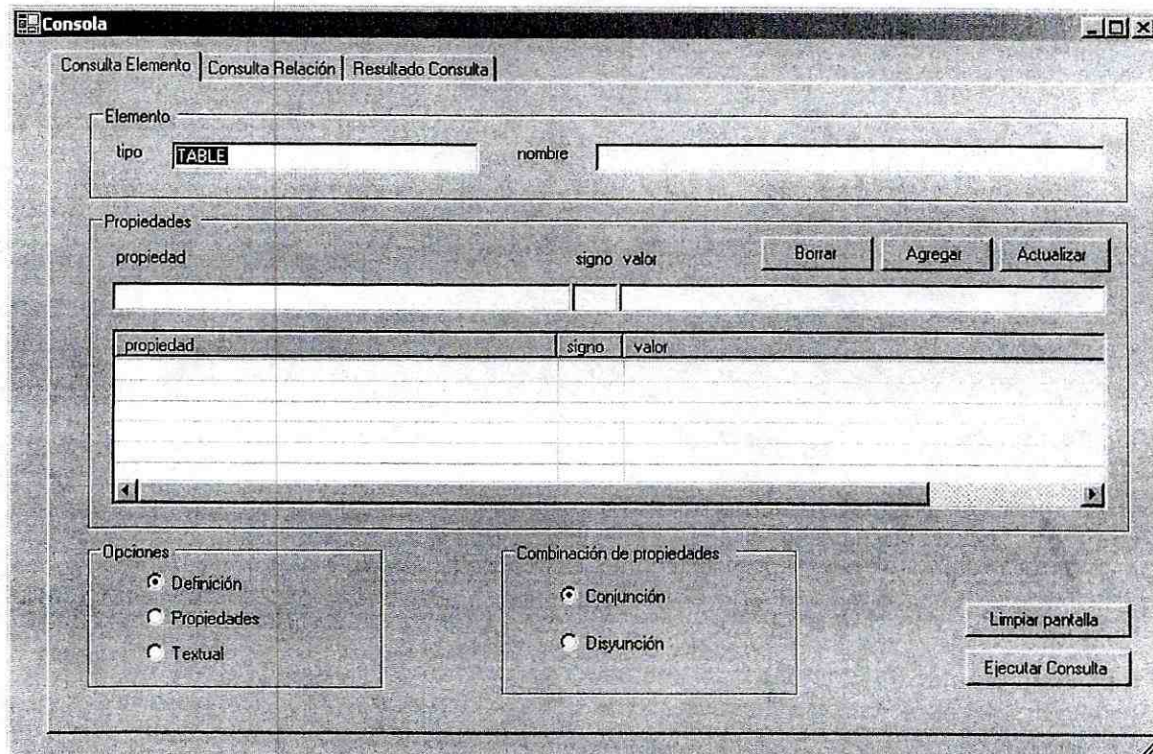 Consola
Consulta Elemento Consulta Relación Resultado Consulta
Elemento
tipo TABLE nombre
Propiedades
propiedad signo valor Borrar Agregar Actualizar
propiedad signo valor
Opciones
Definición
Propiedades
Textual
Combinación de propiedades
Conjunción
Disyunción
Limpiar pantalla
Ejecutar Consulta